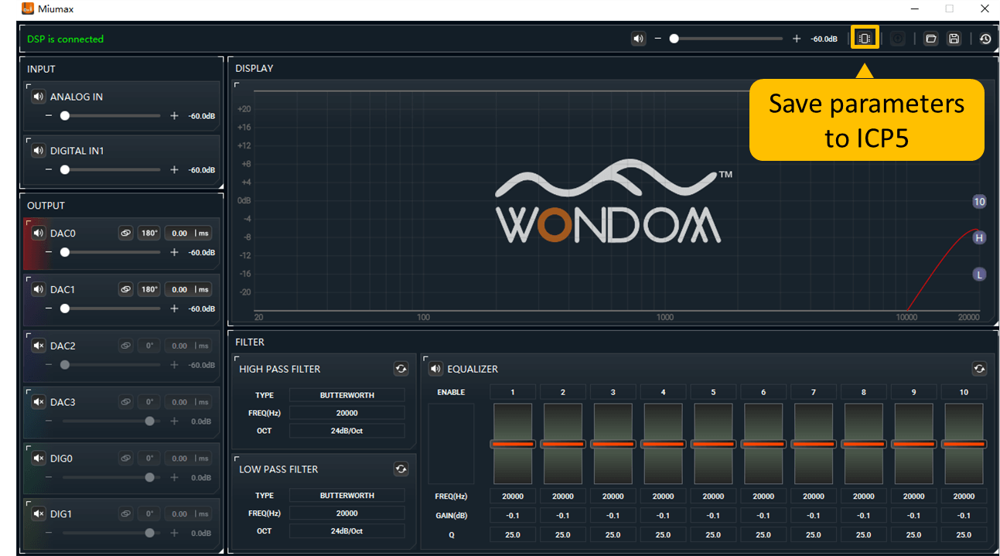 Miumax
DSP is connected
-60.0dB
INPUT
ANALOG IN
-60.0dB
DIGITAL IN1
-60.0dB
OUTPUT
DAC0 180° 0.00 ms
-60.0dB
DAC1 180° 0.00 ms
-60.0dB
DAC2 0° 0.00 ms
-60.0dB
DAC3 0° 0.00 ms
0.0dB
DIG0 0° 0.00 ms
0.0dB
DIG1 0° 0.00 ms
0.0dB
DISPLAY
Save parameters
to ICP5
+20
+16
+12
+8
+4
0dB
-4
-8
-12
-16
-20
WONDOM™
10
H
L
20 100 1000 10000 20000
FILTER
HIGH PASS FILTER
TYPE BUTTERWORTH
FREQ(Hz) 20000
OCT 24dB/Oct
LOW PASS FILTER
TYPE BUTTERWORTH
FREQ(Hz) 20000
OCT 24dB/Oct
EQUALIZER
ENABLE 1 2 3 4 5 6 7 8 9 10
FREQ(Hz) 20000 20000 20000 20000 20000 20000 20000 20000 20000 20000
GAIN(dB) -0.1 -0.1 -0.1 -0.1 -0.1 -0.1 -0.1 -0.1 -0.1 -0.1
Q 25.0 25.0 25.0 25.0 25.0 25.0 25.0 25.0 25.0 25.0